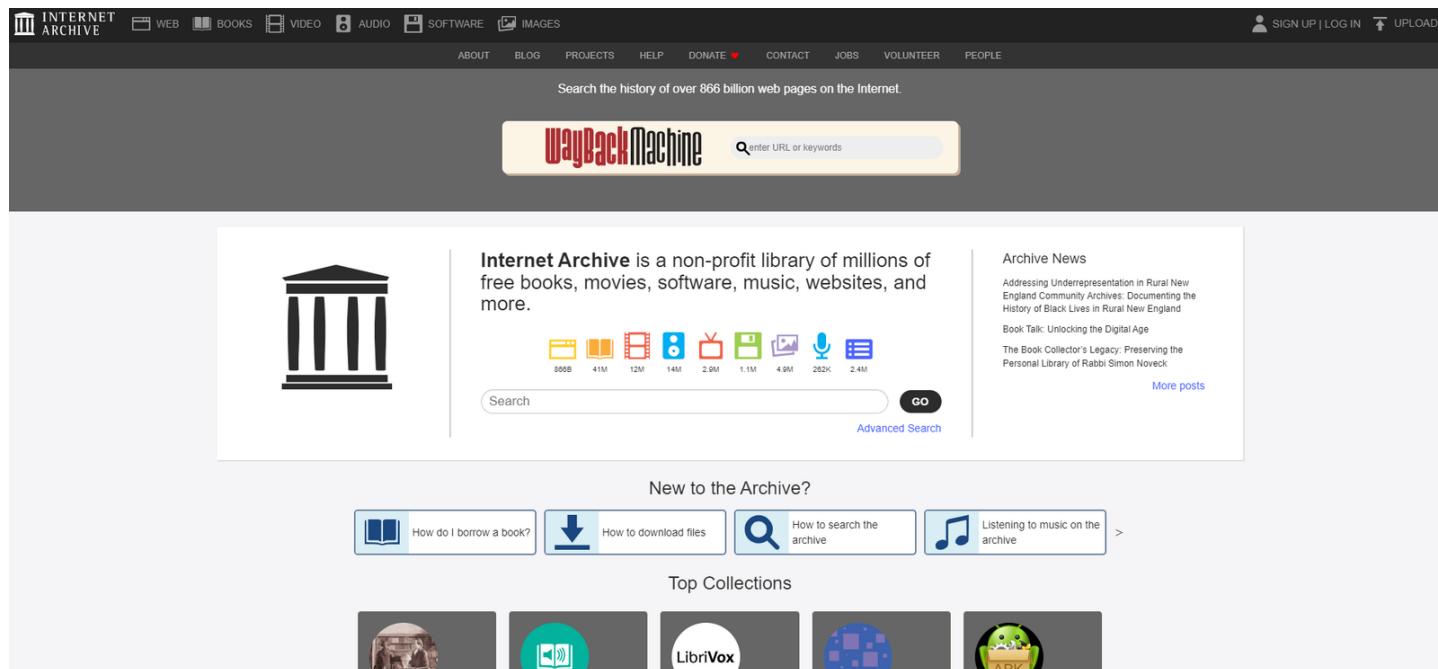 INTERNET
ARCHIVE
WEB
BOOKS
VIDEO
AUDIO
SOFTWARE
IMAGES
SIGN UP | LOG IN
UPLOAD
ABOUT
BLOG
PROJECTS
HELP
DONATE
CONTACT
JOBS
VOLUNTEER
PEOPLE
Search the history of over 866 billion web pages on the Internet.
WayBackMachine
enter URL or keywords
Internet Archive is a non-profit library of millions of
free books, movies, software, music, websites, and
more.
866B
41M
12M
14M
2.9M
1.1M
4.9M
262K
2.4M
Search
GO
Advanced Search
Archive News
Addressing Underrepresentation in Rural New
England Community Archives: Documenting the
History of Black Lives in Rural New England
Book Talk: Unlocking the Digital Age
The Book Collector's Legacy: Preserving the
Personal Library of Rabbi Simon Noveck
More posts
New to the Archive?
How do I borrow a book?
How to download files
How to search the
archive
Listening to music on the
archive
>
Top Collections
LibriVox
APK